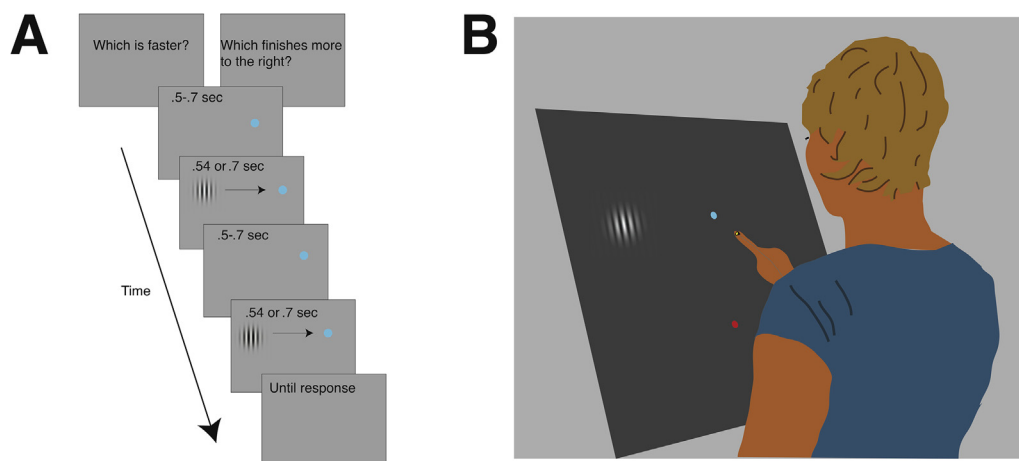 A
Which is faster?
Which finishes more
to the right?
.5-.7 sec
.54 or .7 sec
.5-.7 sec
.54 or .7 sec
Until response
Time
B